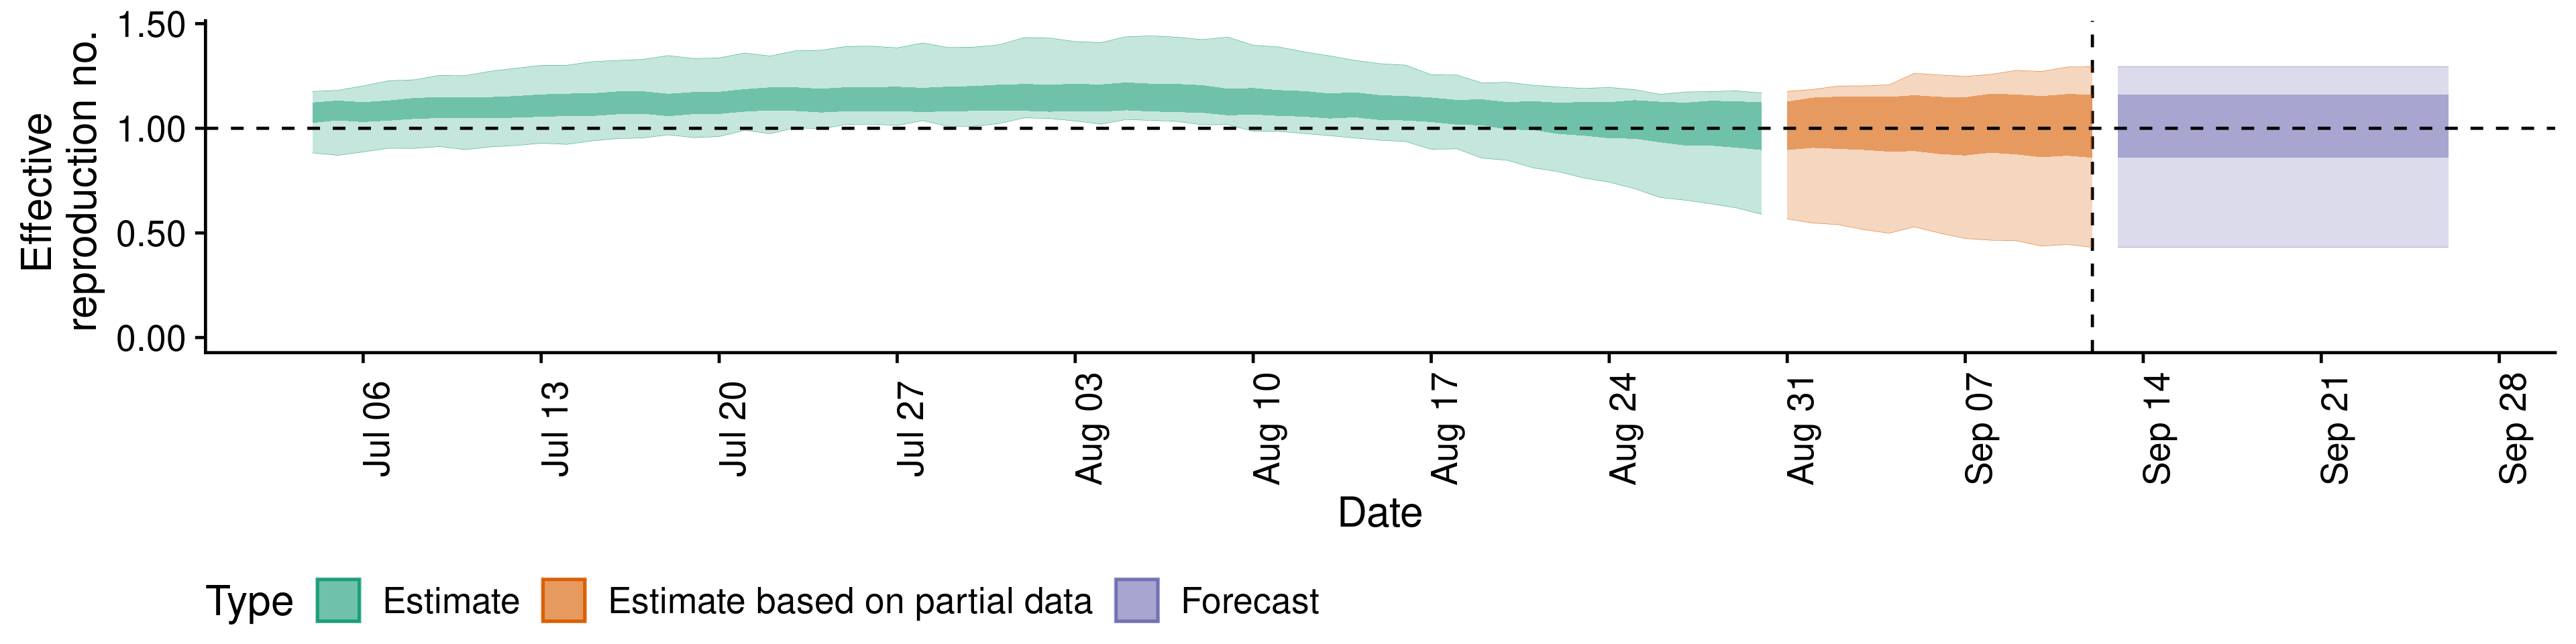 Effective
reproduction no.
1.50
1.00
0.50
0.00
Jul 06
Jul 13
Jul 20
Jul 27
Aug 03
Aug 10
Aug 17
Aug 24
Aug 31
Sep 07
Sep 14
Sep 21
Sep 28
Date
Type Estimate Estimate based on partial data Forecast